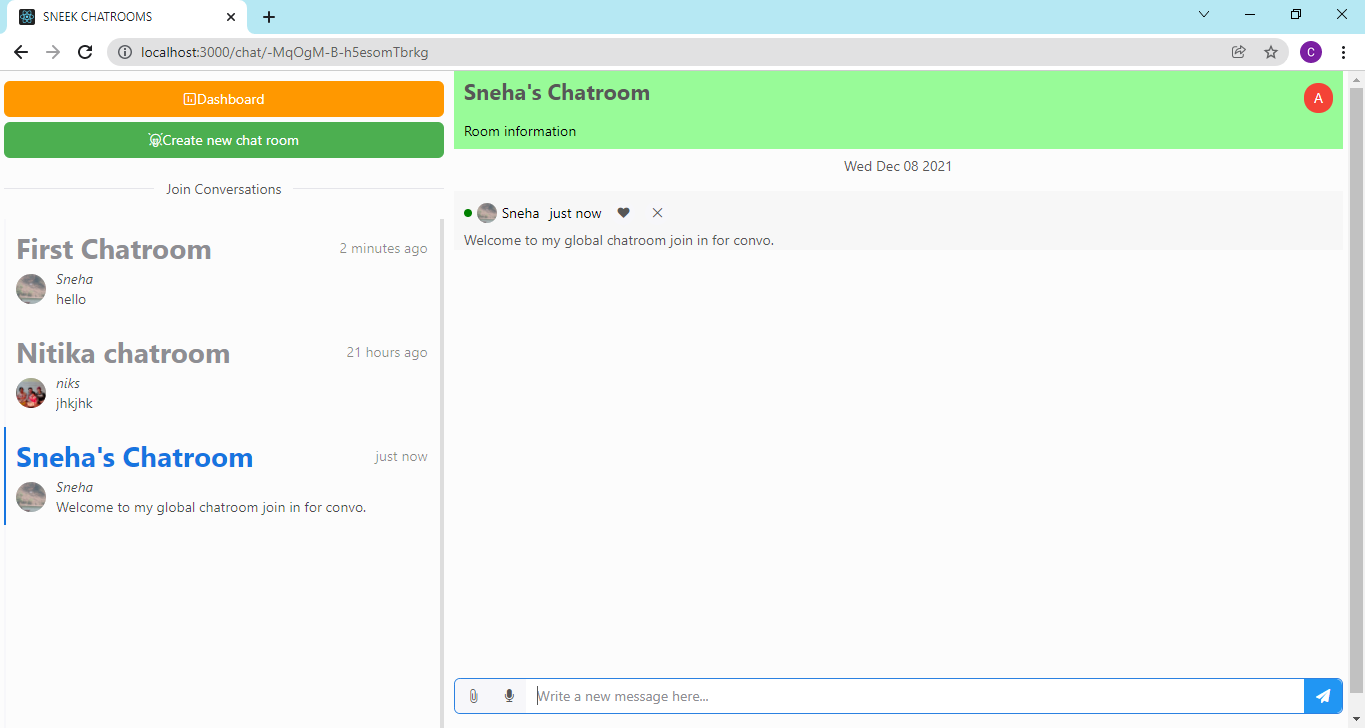 SNEEK CHATROOMS
localhost:3000/chat/-MqOgM-B-h5esomTbrkg
C
Dashboard
Create new chat room
Join Conversations
First Chatroom 2 minutes ago
Sneha
hello
Nitika chatroom 21 hours ago
niks
jhkjhk
Sneha's Chatroom just now
Sneha
Welcome to my global chatroom join in for convo.
Sneha's Chatroom
A
Room information
Wed Dec 08 2021
Sneha just now
Welcome to my global chatroom join in for convo.
Write a new message here...